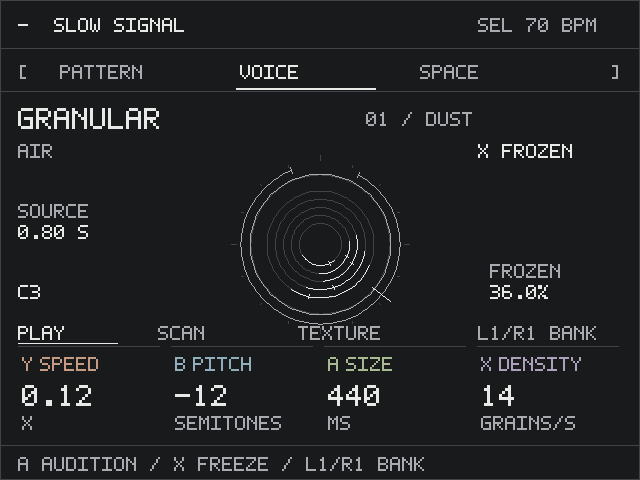 – SLOW SIGNAL SEL 70 BPM
[ PATTERN VOICE SPACE ]
GRANULAR 01 / DUST
AIR X FROZEN
SOURCE
0.80 S
FROZEN
C3 36.0%
PLAY SCAN TEXTURE L1/R1 BANK
Y SPEED B PITCH A SIZE X DENSITY
0.12 -12 440 14
X SEMITONES MS GRAINS/S
A AUDITION / X FREEZE / L1/R1 BANK